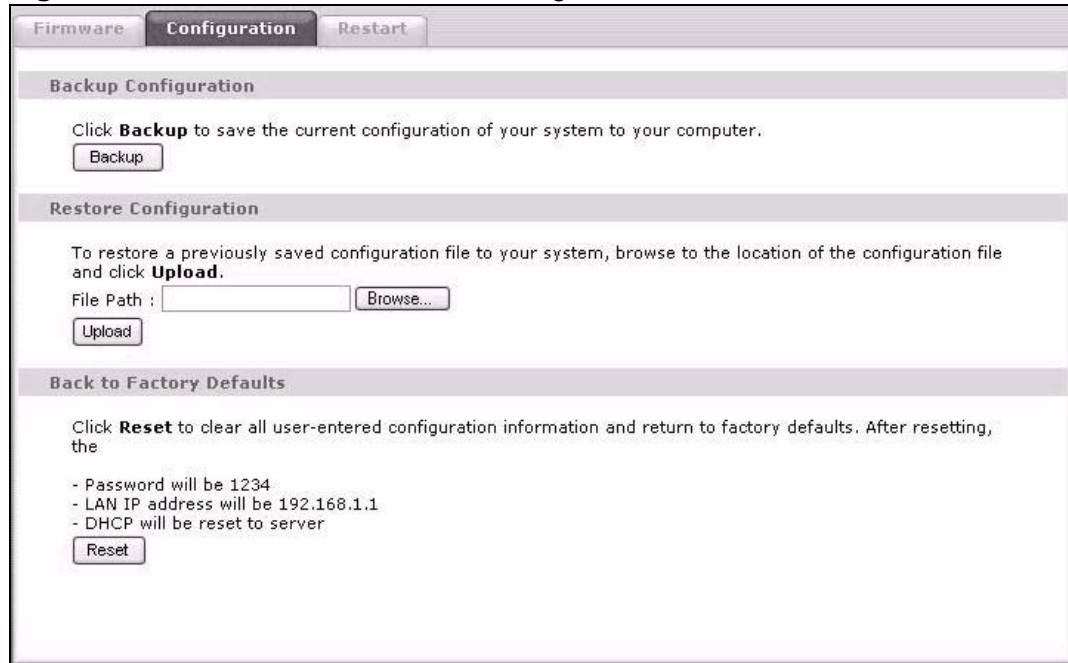 Firmware Configuration Restart
Backup Configuration
Click Backup to save the current configuration of your system to your computer.
Backup
Restore Configuration
To restore a previously saved configuration file to your system, browse to the location of the configuration file
and click Upload.
File Path : Browse...
Upload
Back to Factory Defaults
Click Reset to clear all user-entered configuration information and return to factory defaults. After resetting,
the
- Password will be 1234
- LAN IP address will be 192.168.1.1
- DHCP will be reset to server
Reset